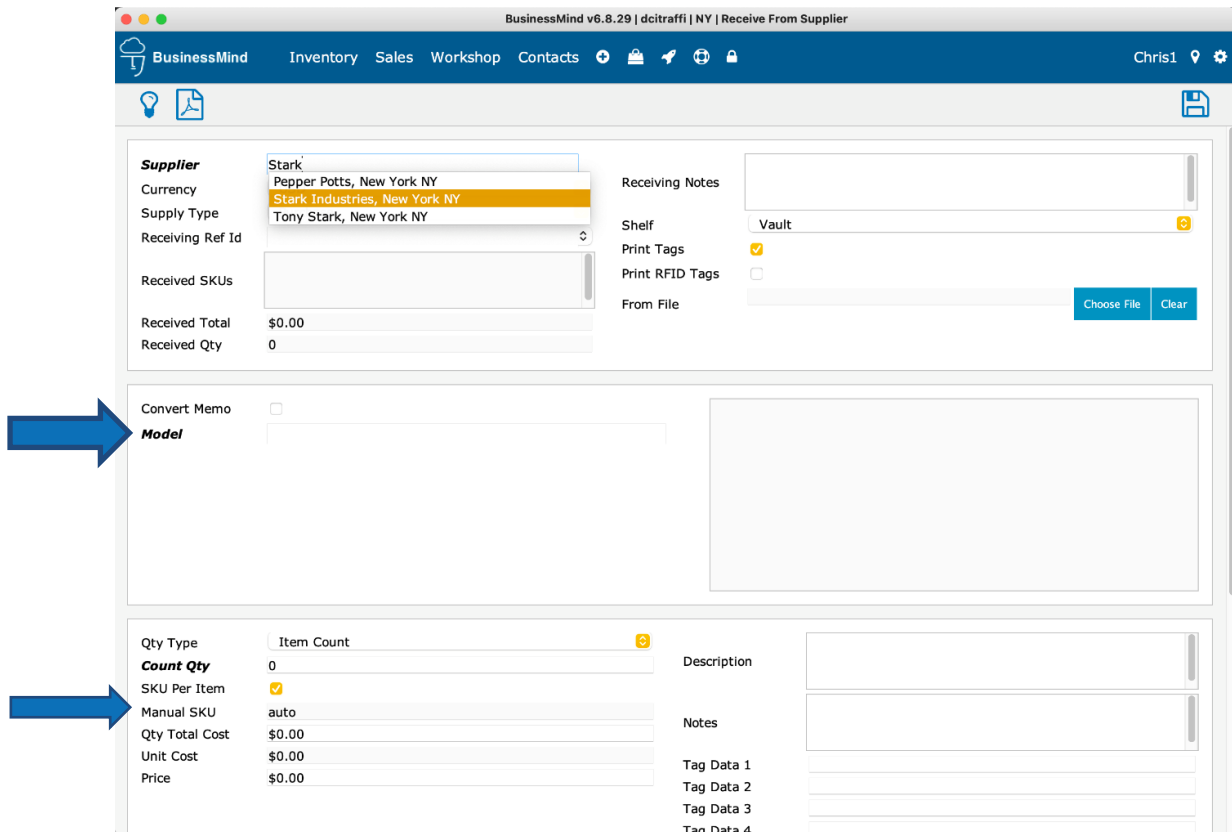 BusinessMind v6.8.29 | dcitraffi | NY | Receive From Supplier
BusinessMind Inventory Sales Workshop Contacts Chris1
Supplier Stark
Pepper Potts, New York NY
Stark Industries, New York NY
Tony Stark, New York NY
Currency
Supply Type
Receiving Ref Id
Received SKUs
Received Total $0.00
Received Qty 0
Receiving Notes
Shelf Vault
Print Tags
Print RFID Tags
From File Choose File Clear
Convert Memo
Model
Qty Type Item Count
Count Qty 0
SKU Per Item
Manual SKU auto
Qty Total Cost $0.00
Unit Cost $0.00
Price $0.00
Description
Notes
Tag Data 1
Tag Data 2
Tag Data 3
Tag Data 4